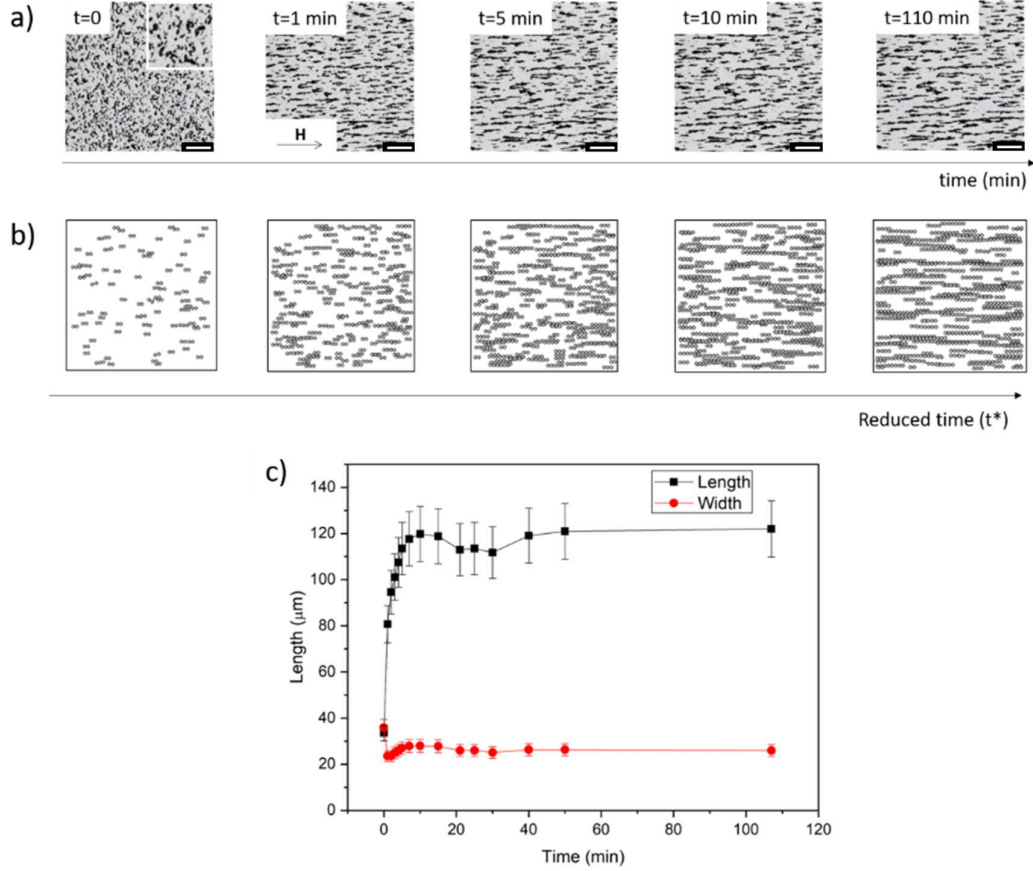 a)
t=0
t=1 min
t=5 min
t=10 min
t=110 min
H
time (min)
b)
Reduced time (t*)
c)
Length
Width
Length (μm)
140
120
100
80
60
40
20
0
0
20
40
60
80
100
120
Time (min)